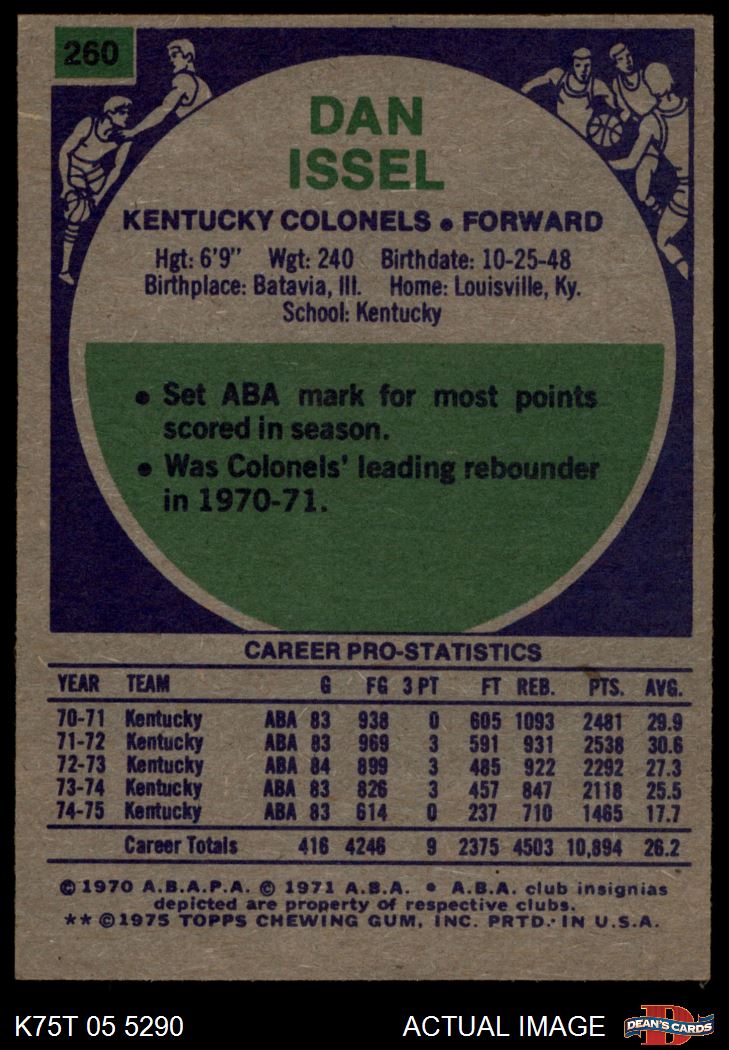 260
DAN
ISSEL
KENTUCKY COLONELS • FORWARD
Hgt: 6'9" Wgt: 240 Birthdate: 10-25-48
Birthplace: Batavia, Ill. Home: Louisville, Ky.
School: Kentucky
• Set ABA mark for most points
scored in season.
• Was Colonels' leading rebounder
in 1970-71.
CAREER PRO-STATISTICS
YEAR TEAM G FG 3 PT FT REB. PTS. AVG.
70-71 Kentucky ABA 83 938 0 605 1093 2481 29.9
71-72 Kentucky ABA 83 969 3 591 931 2538 30.6
72-73 Kentucky ABA 84 899 3 485 922 2292 27.3
73-74 Kentucky ABA 83 826 3 457 847 2118 25.5
74-75 Kentucky ABA 83 614 0 237 710 1465 17.7
Career Totals 416 4246 9 2375 4503 10,894 26.2
©1970 A.B.A.P.A. © 1971 A.B.A. • A.B.A. club insignias
depicted are property of respective clubs.
** ©1975 TOPPS CHEWING GUM, INC. PRTD. IN U.S.A.
K75T 05 5290 ACTUAL IMAGE DEAN'S CARDS